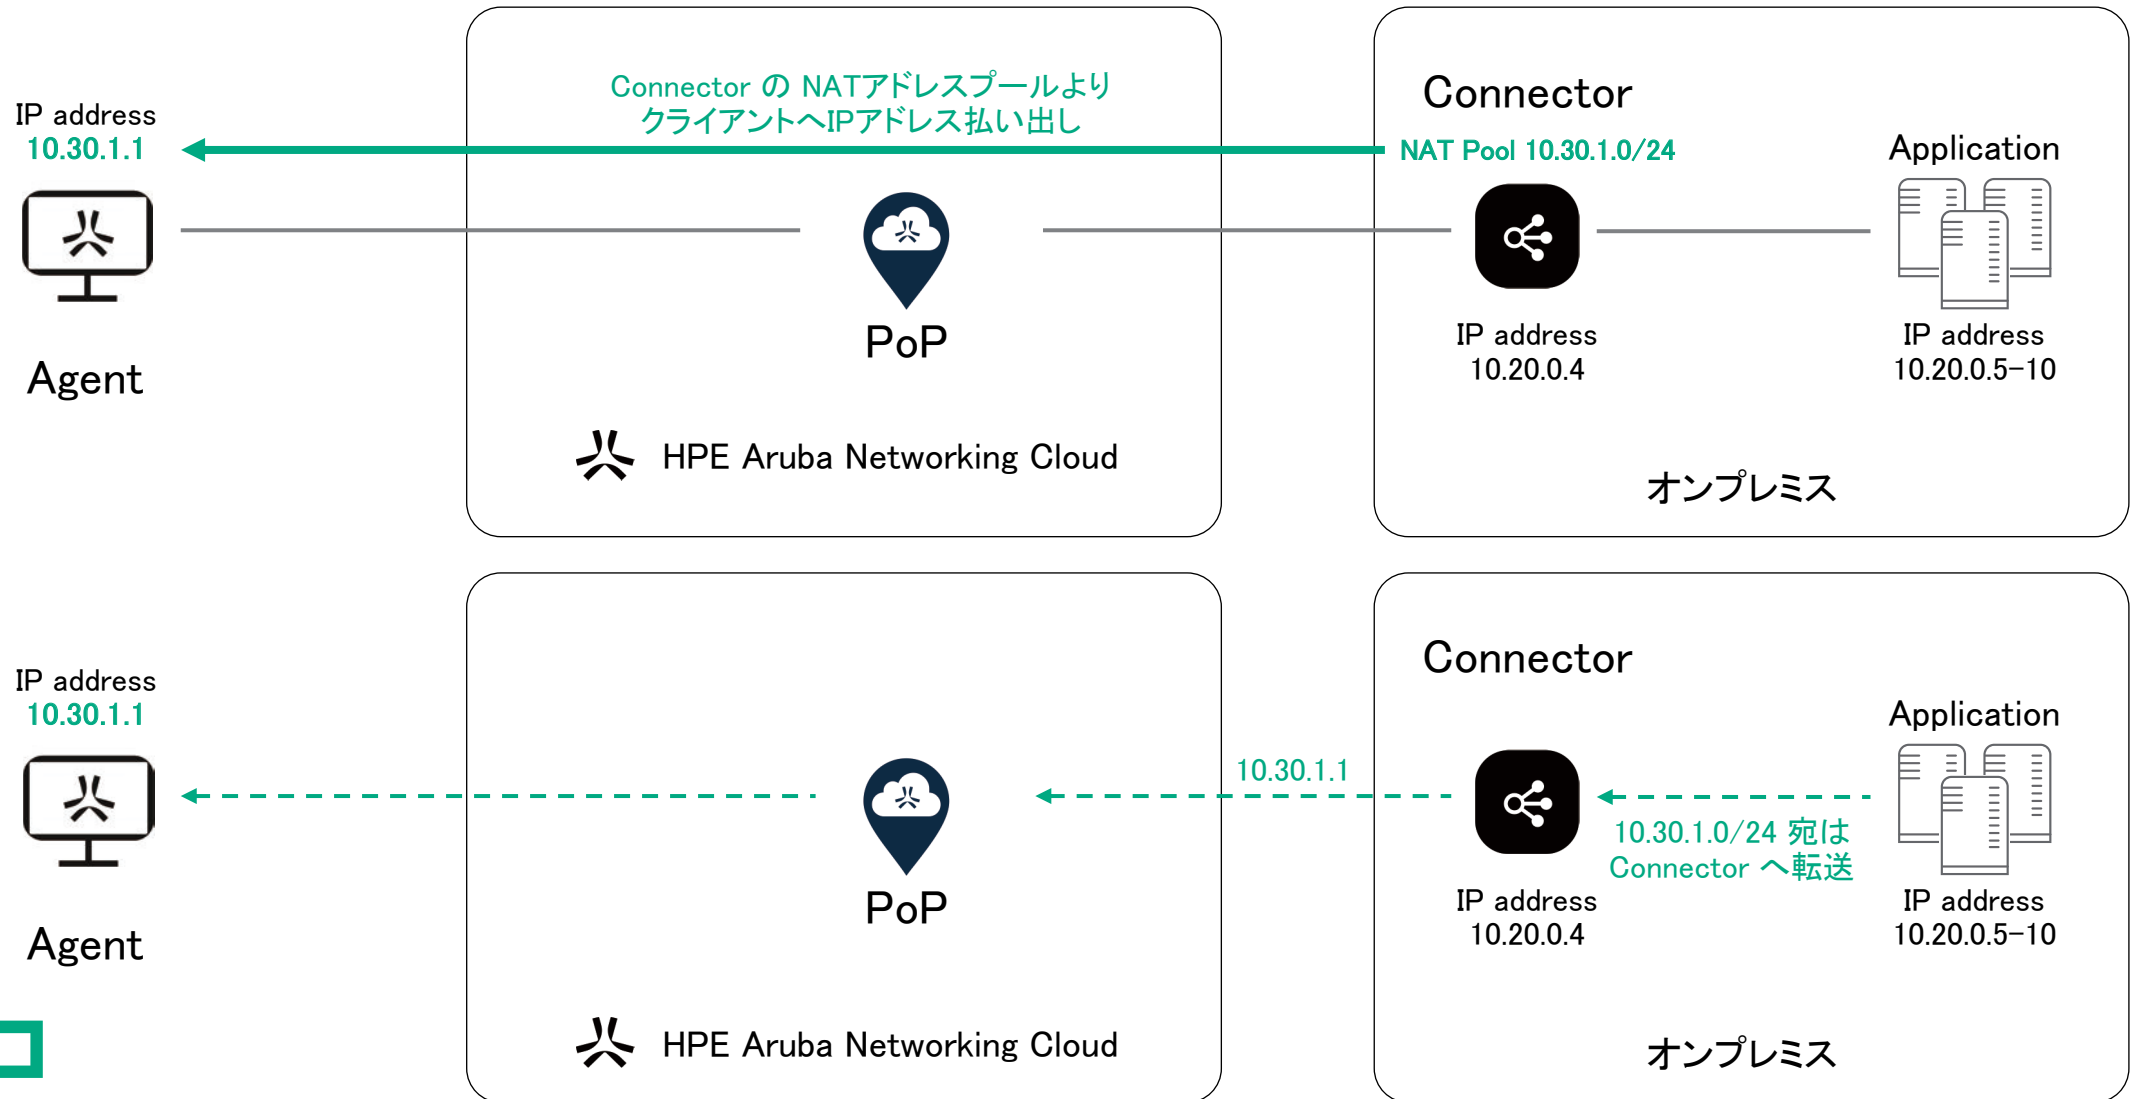 Connector の NATアドレスプールより
クライアントへIPアドレス払い出し
IP address
10.30.1.1
Agent
PoP
HPE Aruba Networking Cloud
Connector
NAT Pool 10.30.1.0/24
Application
IP address
10.20.0.4
IP address
10.20.0.5-10
オンプレミス
IP address
10.30.1.1
Agent
PoP
HPE Aruba Networking Cloud
10.30.1.1
Connector
Application
10.30.1.0/24 宛は
Connector へ転送
IP address
10.20.0.4
IP address
10.20.0.5-10
オンプレミス